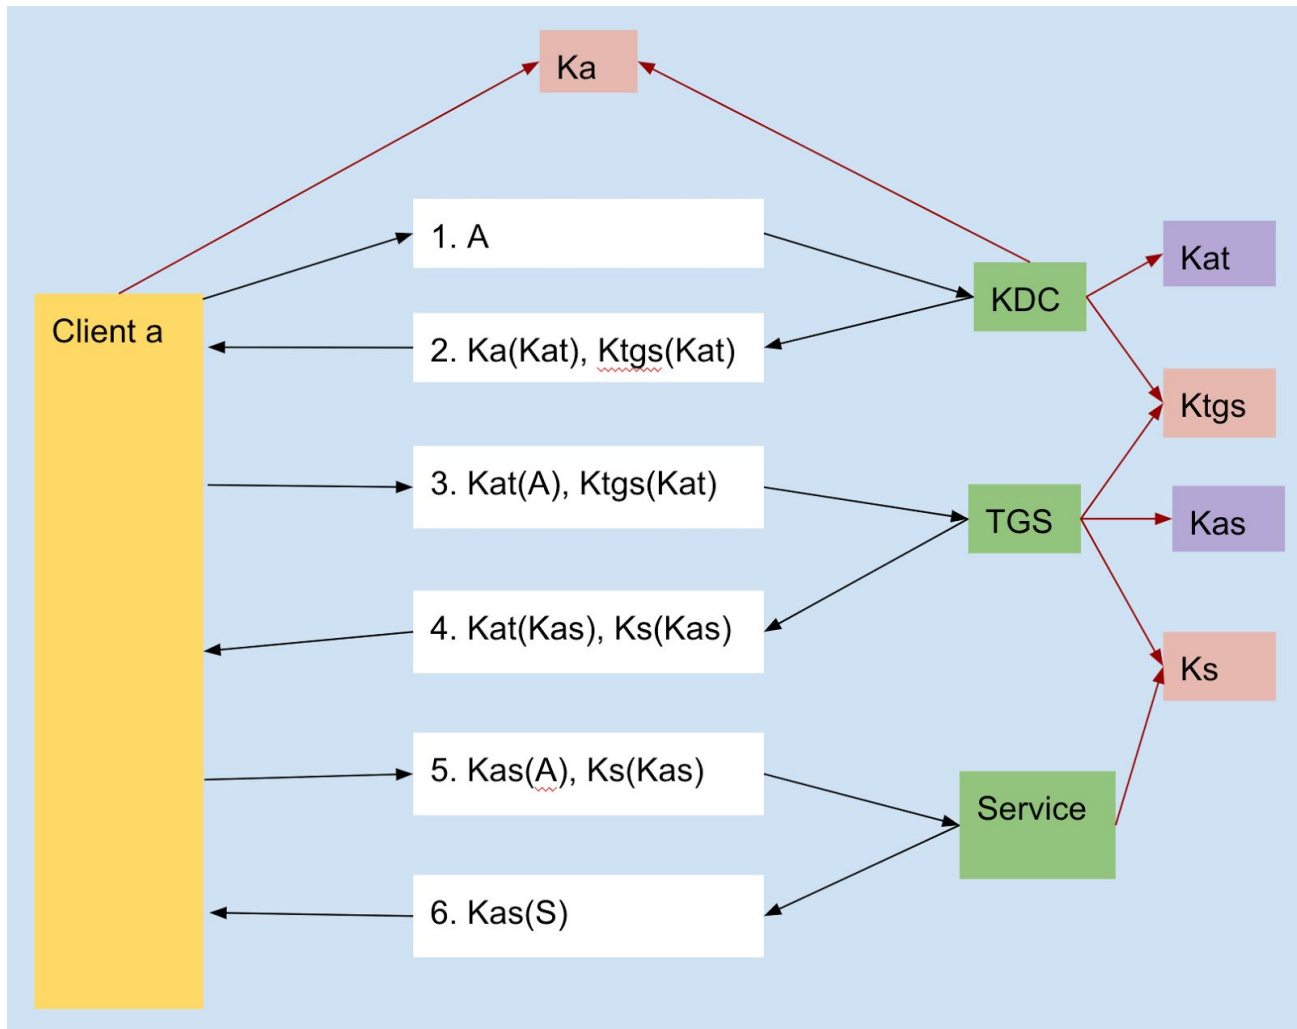 Ka
1. A
Kat
KDC
Client a
2. Ka(Kat), Ktgs(Kat)
Ktgs
3. Kat(A), Ktgs(Kat)
TGS
Kas
4. Kat(Kas), Ks(Kas)
Ks
5. Kas(A), Ks(Kas)
Service
6. Kas(S)